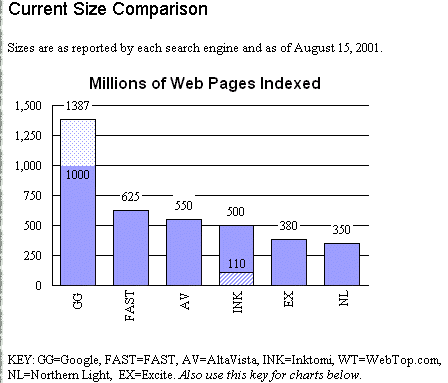 Current Size Comparison
Sizes are as reported by each search engine and as of August 15, 2001.
Millions of Web Pages Indexed
1,500
1,250
1,000
750
500
250
0
1387
1000
625
550
500
110
380
350
GG
FAST
AV
INK
EX
NL
KEY: GG=Google, FAST=FAST, AV=AltaVista, INK=Inktomi, WT=WebTop.com,
NL=Northern Light, EX=Excite. Also use this key for charts below.